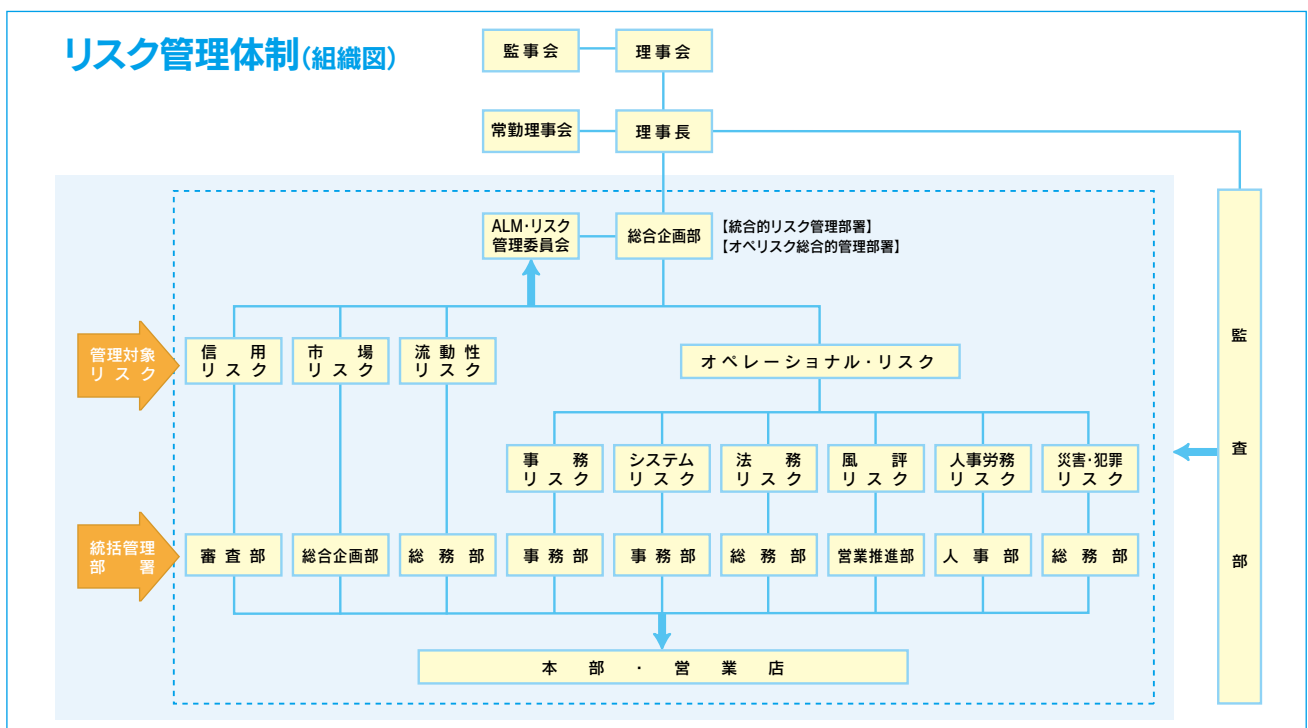 リスク管理体制(組織図)
監事会
理事会
常勤理事会
理事長
ALM・リスク
管理委員会
総合企画部
【統合的リスク管理部署】
【オペリスク総合的管理部署】
管理対象
リスク
信用
リスク
市場
リスク
流動性
リスク
オペレーショナル・リスク
事務
リスク
システム
リスク
法務
リスク
風評
リスク
人事労務
リスク
災害・犯罪
リスク
統括管理
部署
審査部
総合企画部
総務部
事務部
事務部
総務部
営業推進部
人事部
総務部
本部・営業店
監査部